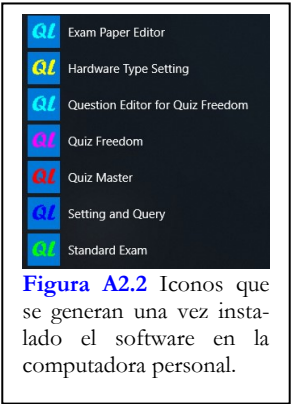 QL Exam Paper Editor
QL Hardware Type Setting
QL Question Editor for Quiz Freedom
QL Quiz Freedom
QL Quiz Master
QL Setting and Query
QL Standard Exam
Figura A2.2 Iconos que
se generan una vez insta-
lado el software en la
computadora personal.